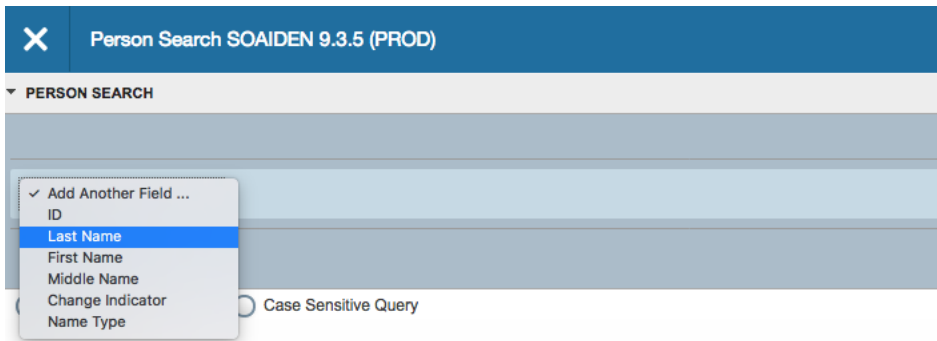 Person Search SOAIDEN 9.3.5 (PROD)
PERSON SEARCH
Add Another Field ...
ID
Last Name
First Name
Middle Name
Change Indicator
Case Sensitive Query
Name Type